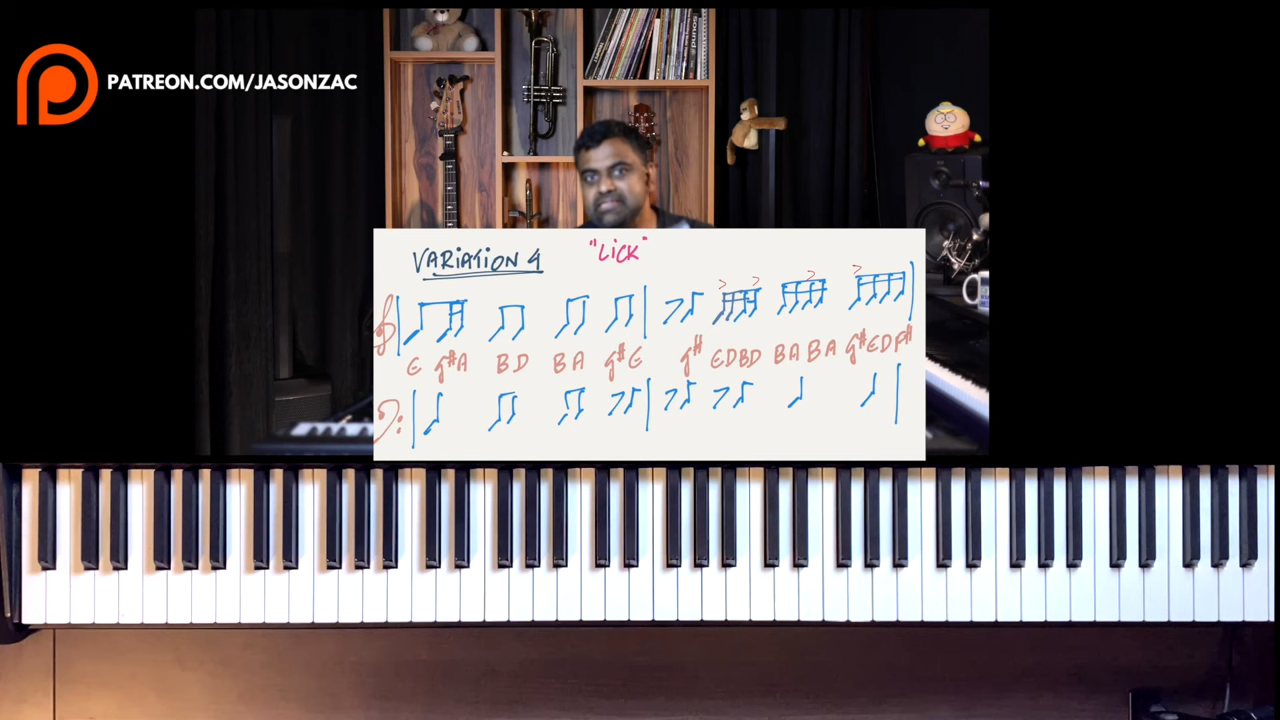 PATREON.COM/JASONZAC
VARIATION 4 "LICK"
E G#A BD BA G#E G# EDBD BABA G#EDF#